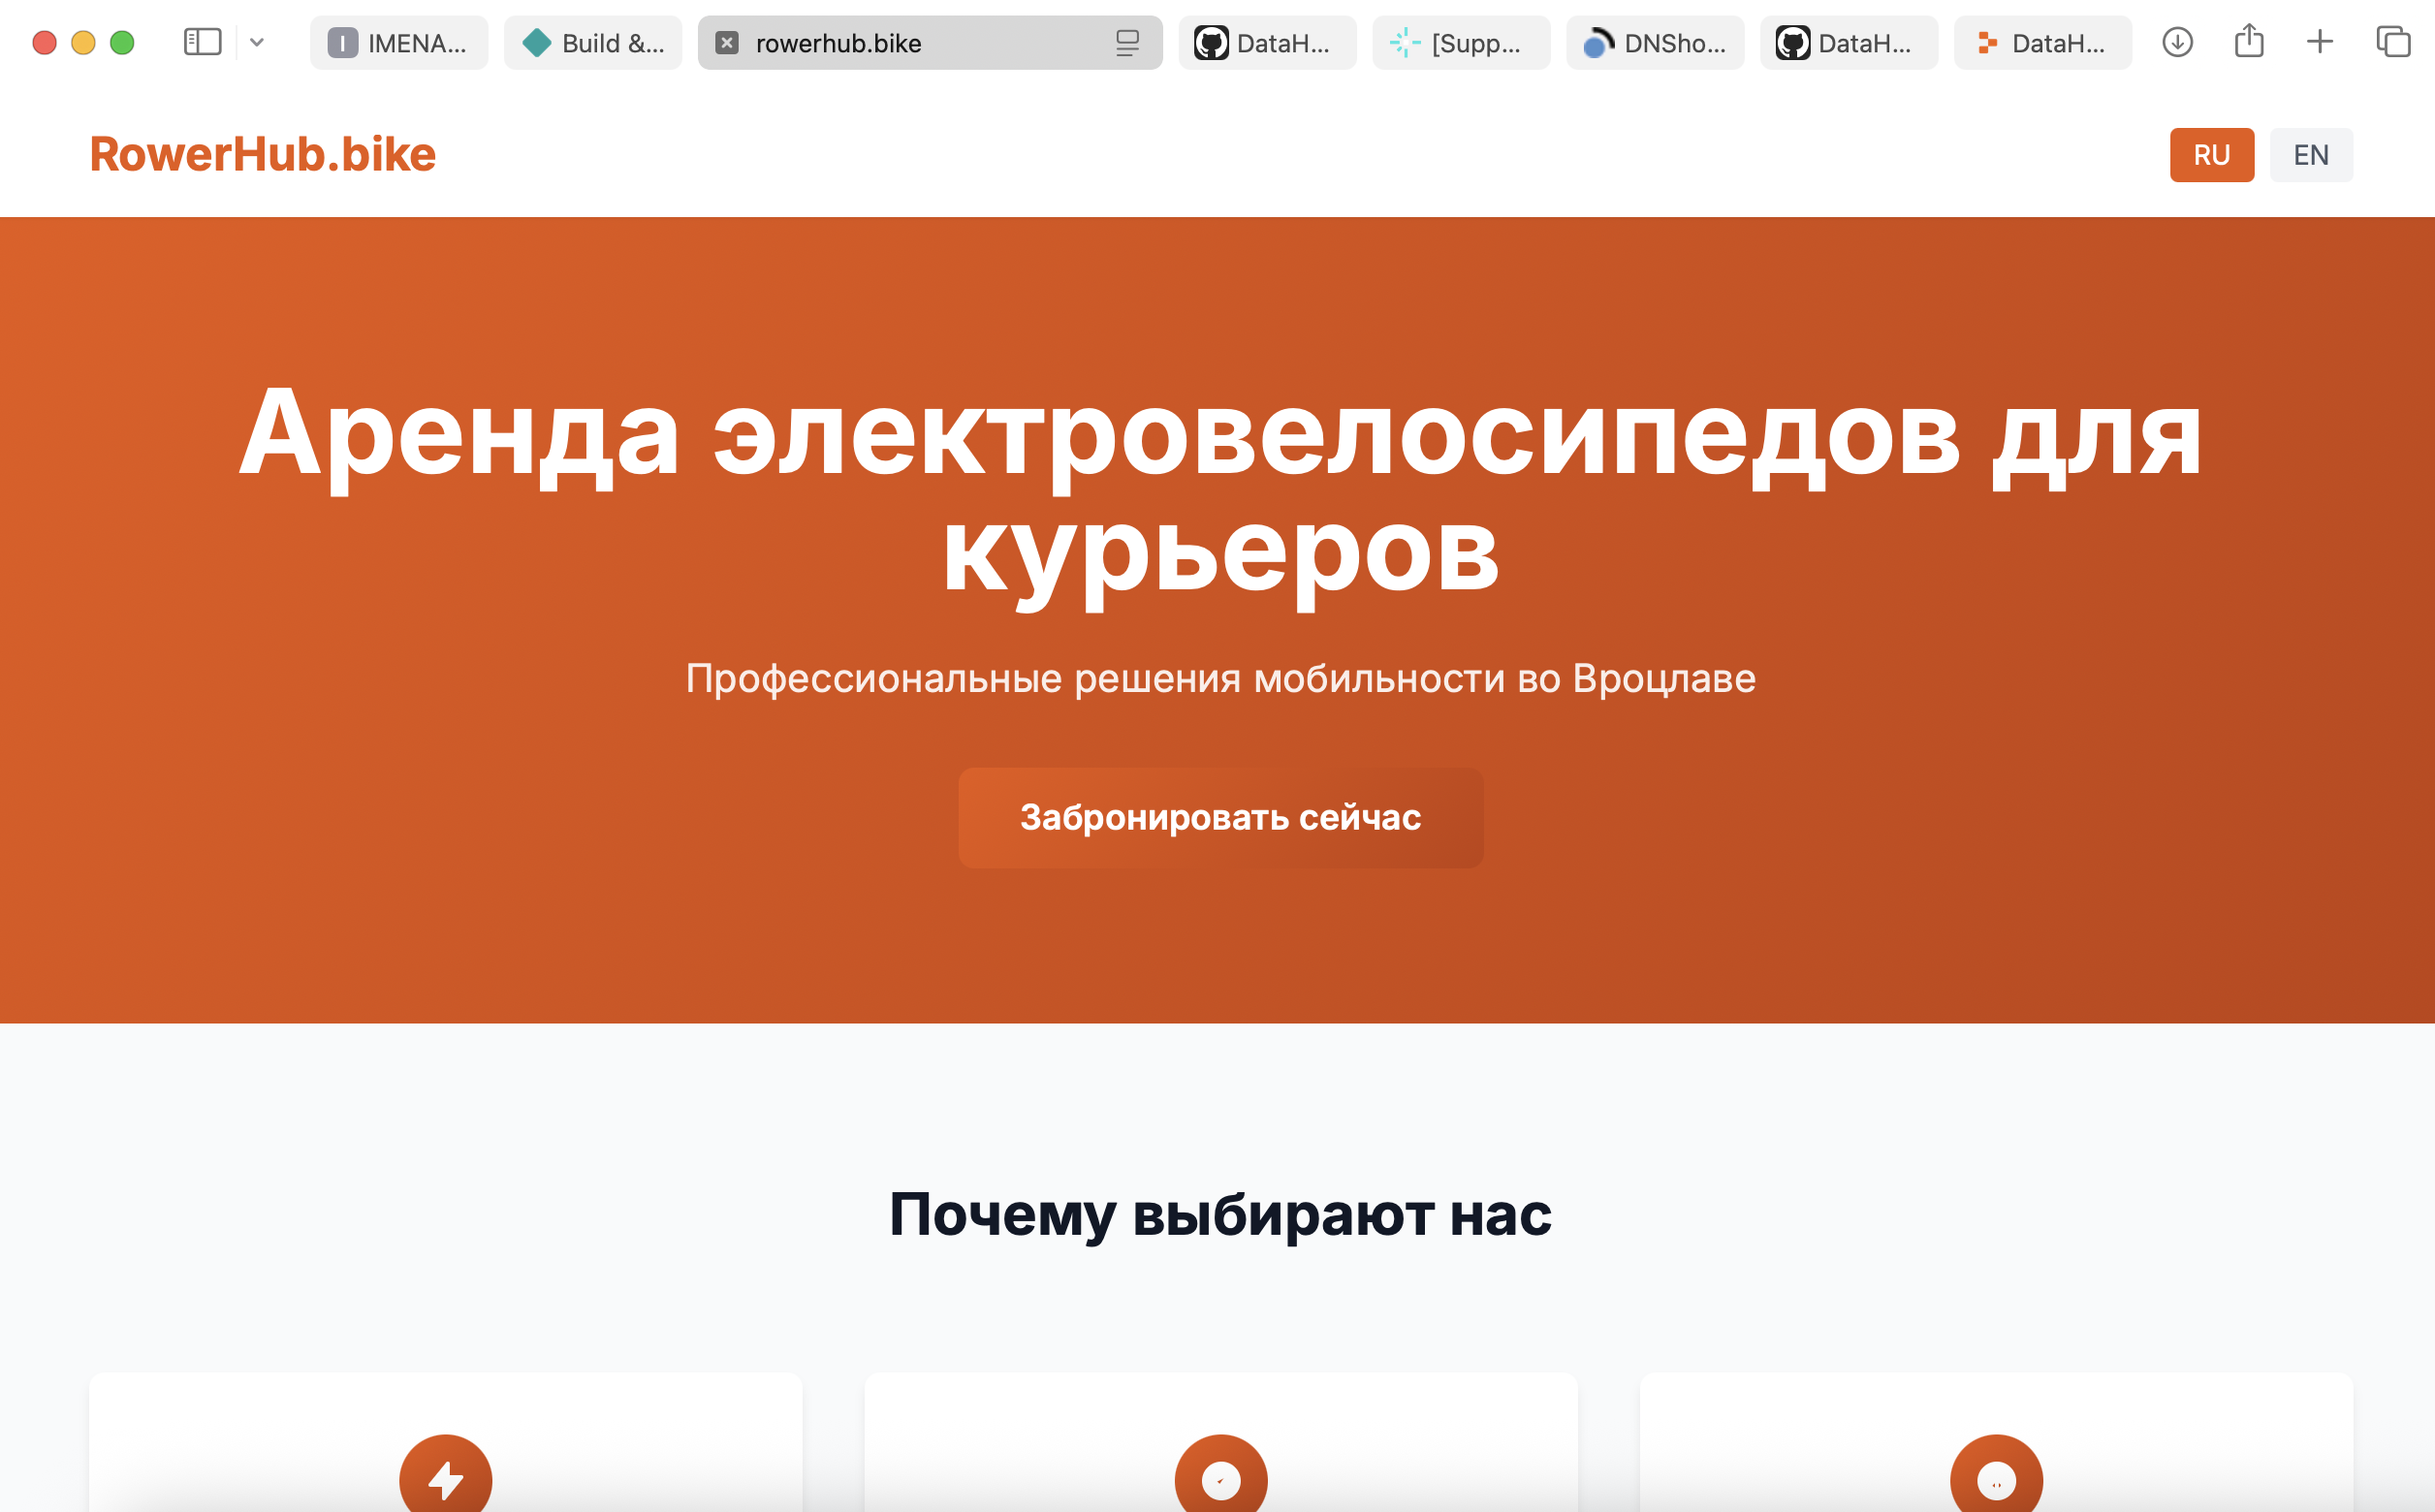 IMENA...
Build &...
rowerhub.bike
DataH...
[Supp...
DNSho...
DataH...
DataH...
RowerHub.bike
RU
EN
Аренда электровелосипедов для
курьеров
Профессиональные решения мобильности во Вроцлаве
Забронировать сейчас
Почему выбирают нас